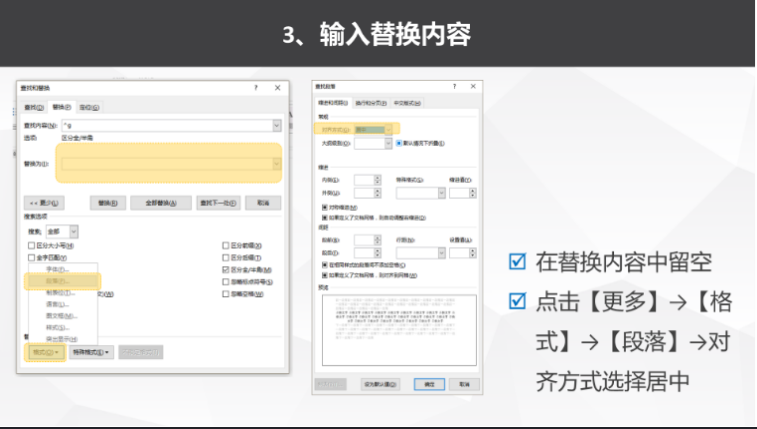 3、输入替换内容
查找和替换
?
×
查找(D) 替换(P) 定位(G)
查找内容(N): ^g
选项: 区分全/半角
替换为(I):
<< 更少(L) 替换(R) 全部替换(A) 查找下一处(F) 取消
搜索选项
搜索: 全部
区分大小写(H)
全字匹配(Y)
区分前缀(X)
区分后缀(T)
区分全/半角(M)
忽略标点符号(S)
忽略空格(W)
字体(F)...
段落(P)...
制表位(T)...
语言(L)...
图文框(M)...
样式(S)...
突出显示(H)
格式(O) 特殊格式(E)
查找段落
?
×
缩进和间距(I) 换行和分页(P) 中文版式(H)
常规
对齐方式(G): 居中
大纲级别(O): 默认情况下折叠(E)
缩进
内侧(I): 特殊格式(S): 缩进值(Y):
外侧(U):
对称缩进(M)
如果定义了文档网格，则自动调整右缩进(D)
间距
段前(B): 行距(N): 设置值(A):
段后(F):
在相同样式的段落间不添加空格(C)
如果定义了文档网格，则对齐到网格(W)
预览
设为默认值(D) 确定 取消
在替换内容中留空
点击【更多】→【格
式】→【段落】→对
齐方式选择居中